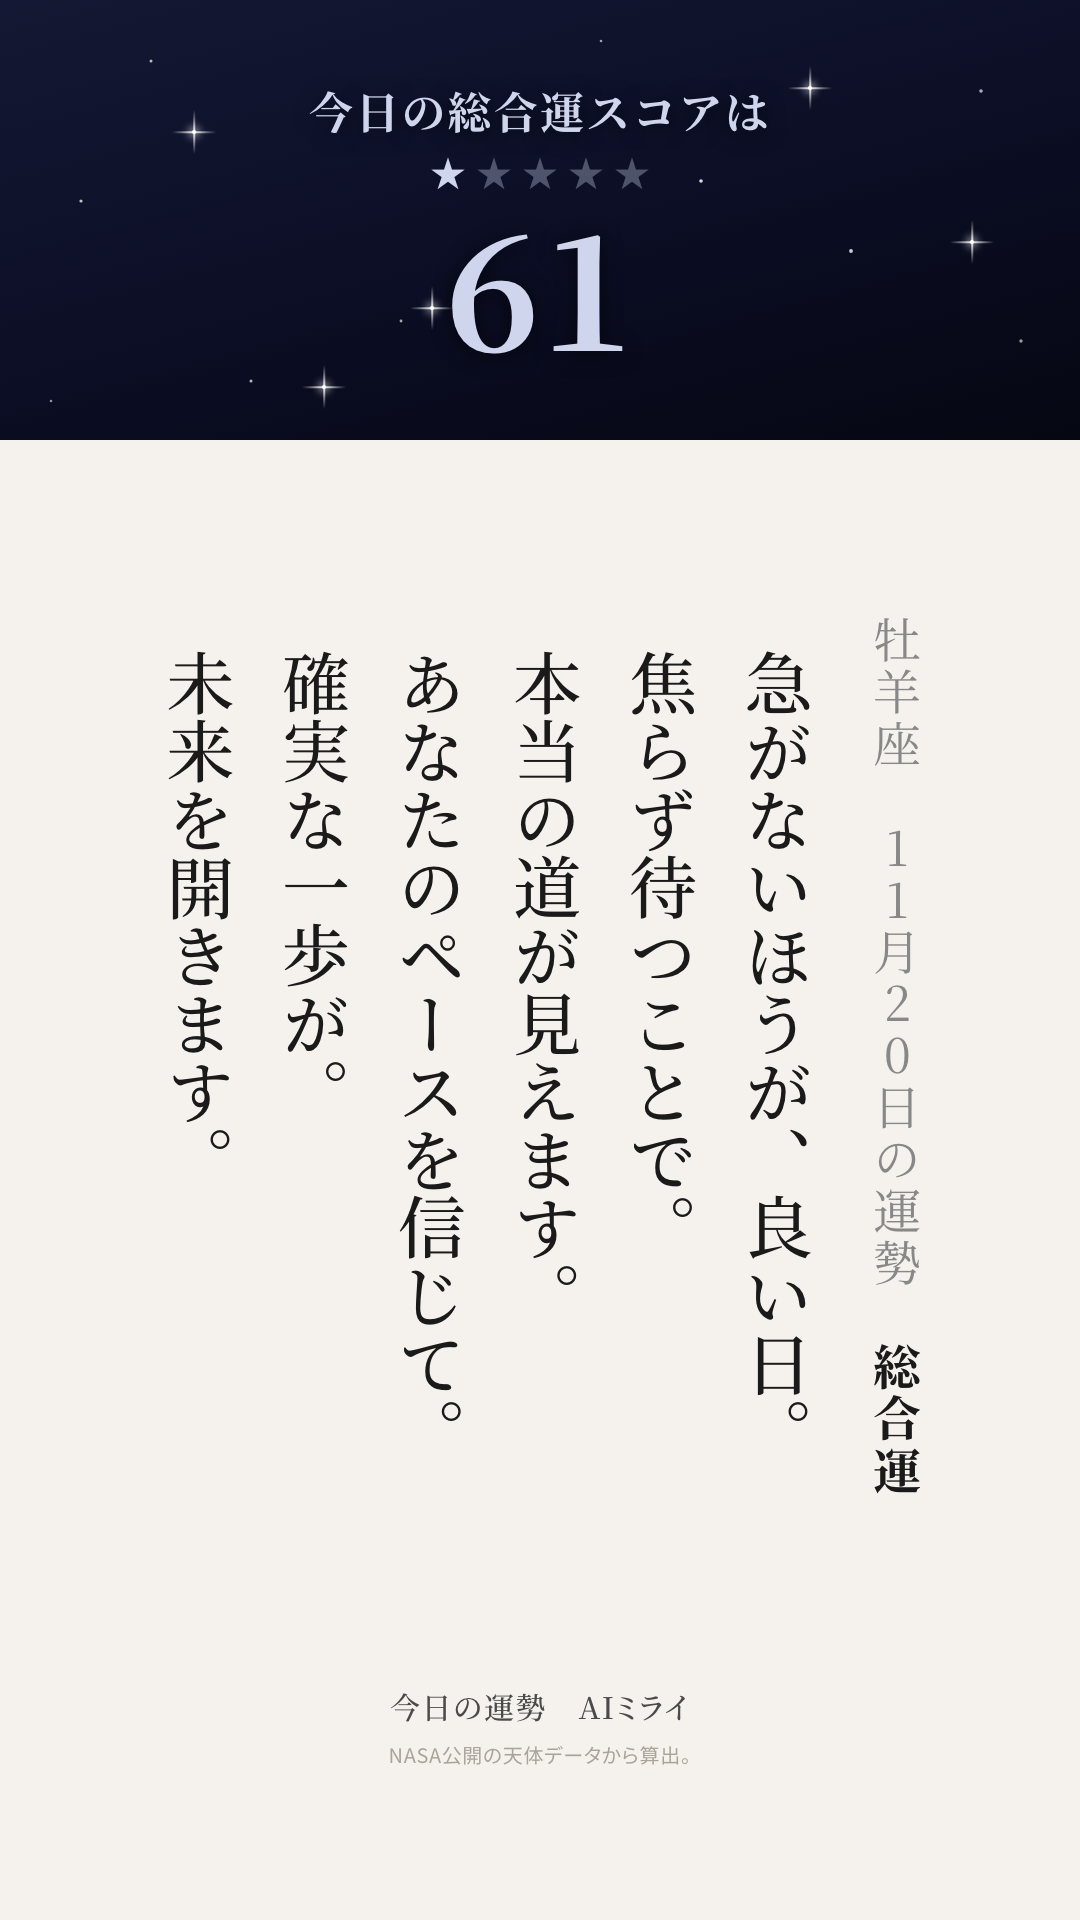 今日の総合運スコアは
★★★★★
61
牡羊座　11月20日の運勢　総合運
急がないほうが、良い日。
焦らず待つことで。
本当の道が見えます。
あなたのペースを信じて。
確実な一歩が。
未来を開きます。
今日の運勢　AIミライ
NASA公開の天体データから算出。